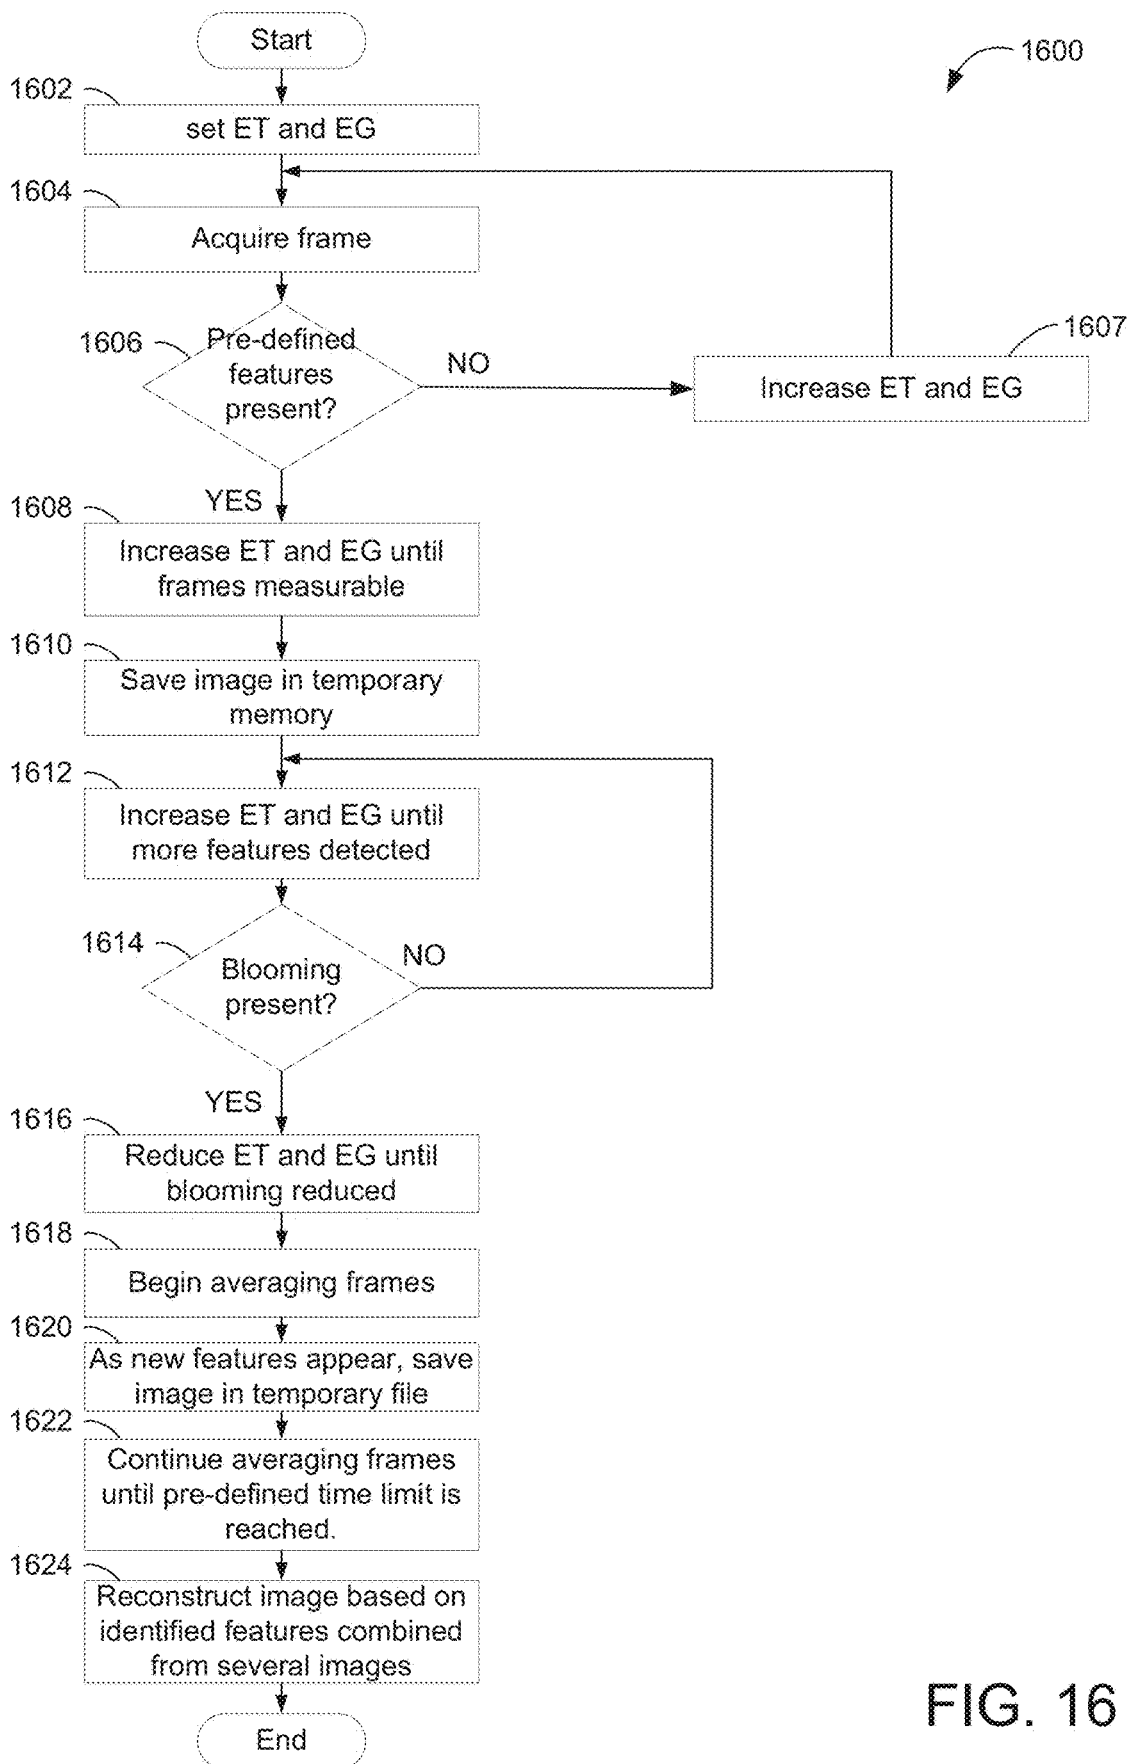 Start
1600
1602
set ET and EG
1604
Acquire frame
1606
Pre-defined
features
present?
NO
1607
Increase ET and EG
YES
1608
Increase ET and EG until
frames measurable
1610
Save image in temporary
memory
1612
Increase ET and EG until
more features detected
1614
NO
Blooming
present?
YES
1616
Reduce ET and EG until
blooming reduced
1618
Begin averaging frames
1620
As new features appear, save
image in temporary file
1622
Continue averaging frames
until pre-defined time limit is
reached.
1624
Reconstruct image based on
identified features combined
from several images
End
FIG. 16